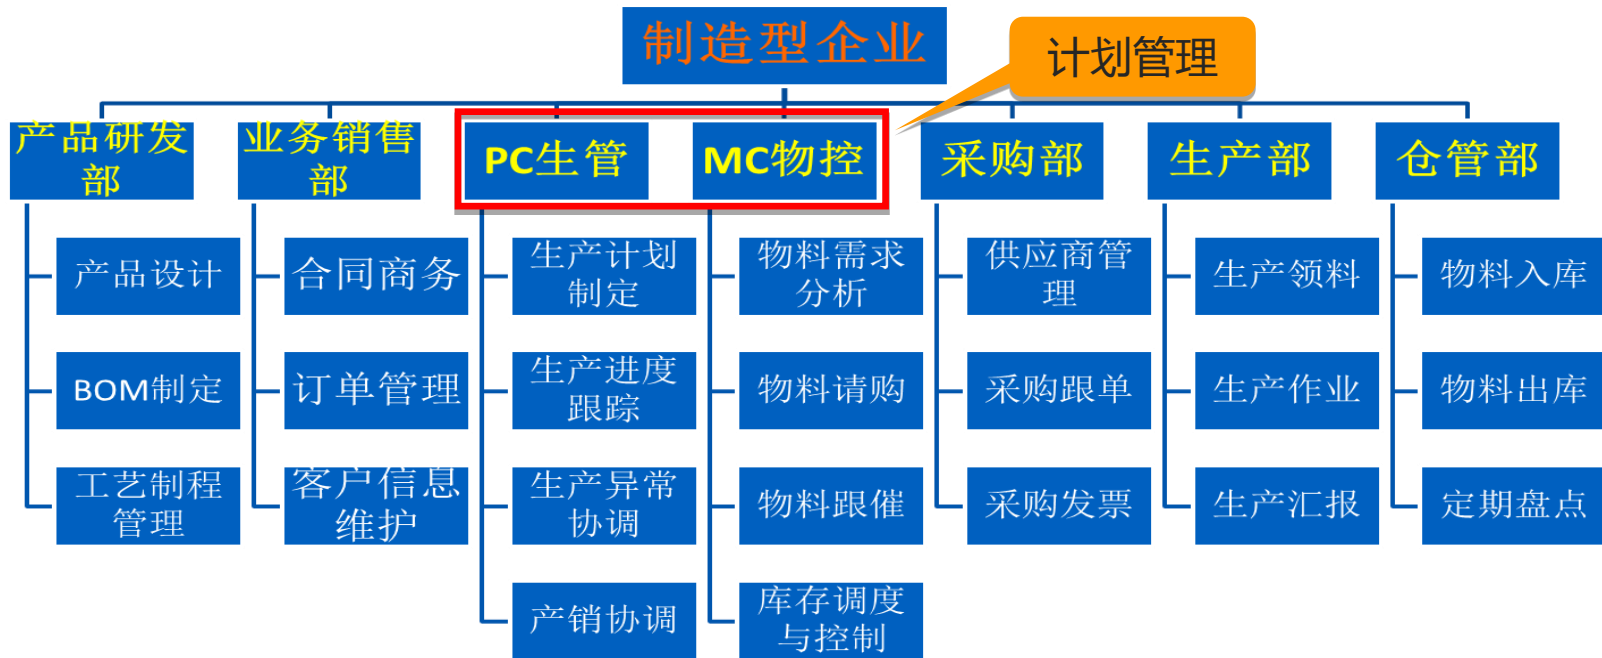 制造型企业
计划管理
产品研发
部
业务销售
部
PC生管
MC物控
采购部
生产部
仓管部
产品设计
BOM制定
工艺制程
管理
合同商务
订单管理
客户信息
维护
生产计划
制定
生产进度
跟踪
生产异常
协调
产销协调
物料需求
分析
物料请购
物料跟催
库存调度
与控制
供应商管
理
采购跟单
采购发票
生产领料
生产作业
生产汇报
物料入库
物料出库
定期盘点